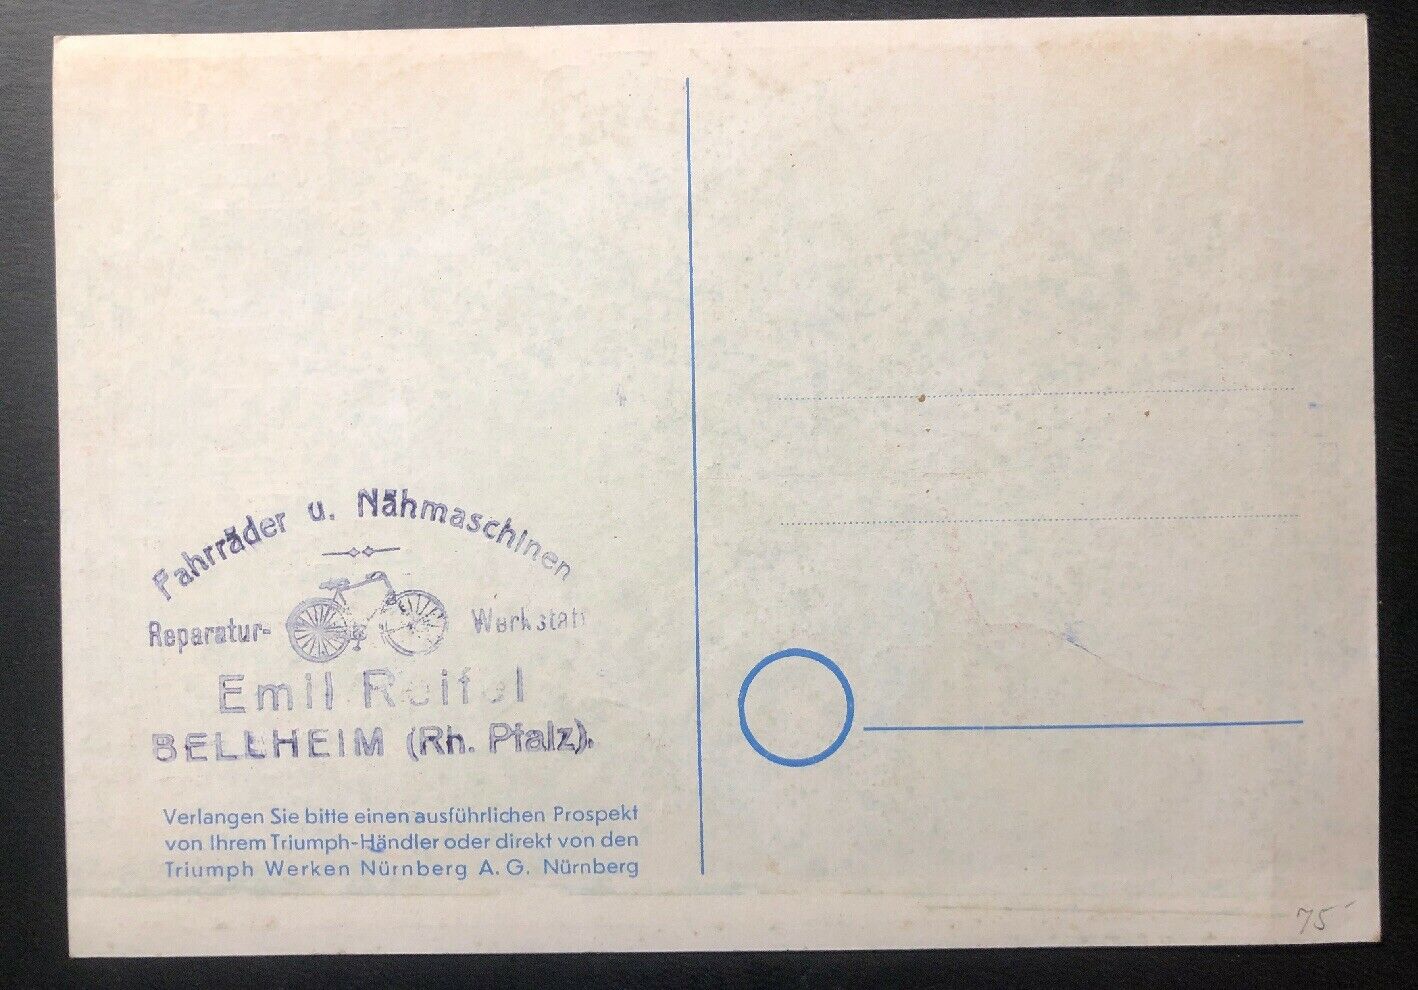 Fahrräder u. Nähmaschinen
Reparatur- Werkstatt
Emil Reifel
BELLHEIM (Rh. Pfalz).
Verlangen Sie bitte einen ausführlichen Prospekt
von Ihrem Triumph-Händler oder direkt von den
Triumph Werken Nürnberg A. G. Nürnberg
75